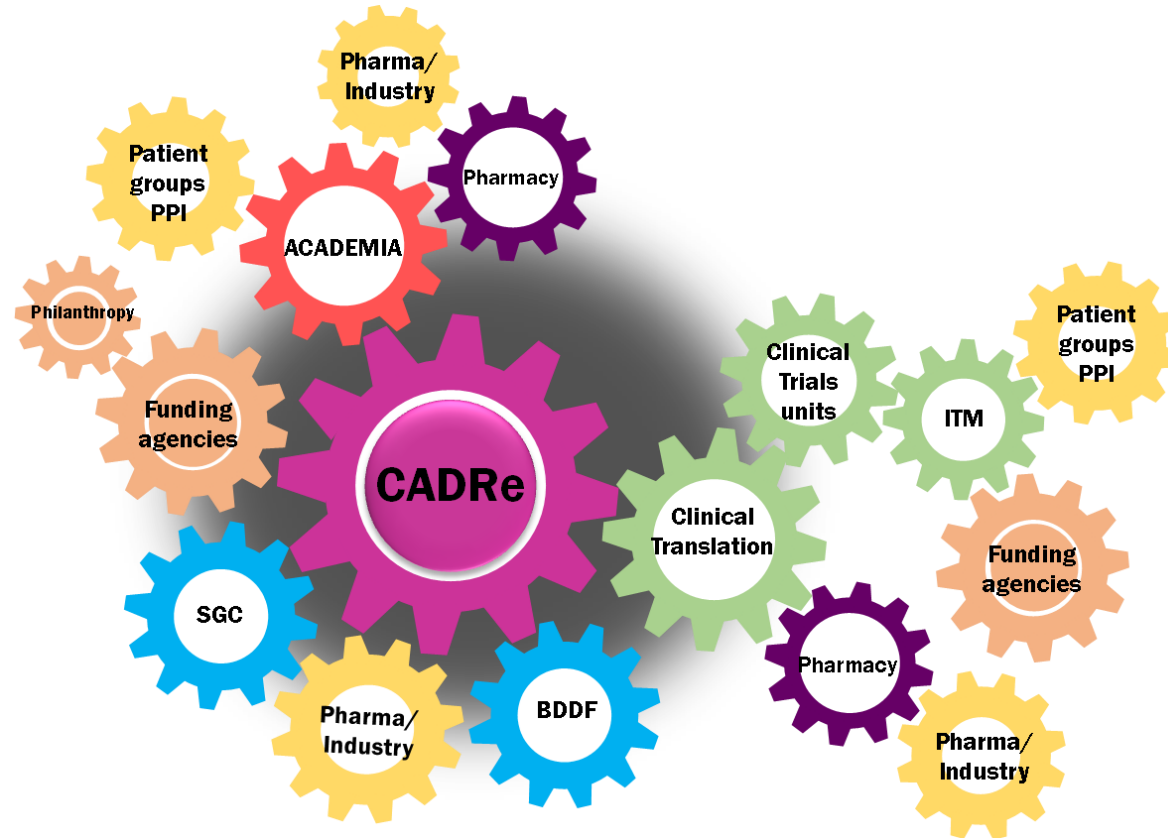 Pharma/
Industry
Patient
groups
PPI
Pharmacy
ACADEMIA
Philanthropy
Funding
agencies
CADRe
Clinical
Trials
units
ITM
Patient
groups
PPI
Clinical
Translation
Funding
agencies
SGC
Pharma/
Industry
BDDF
Pharmacy
Pharma/
Industry